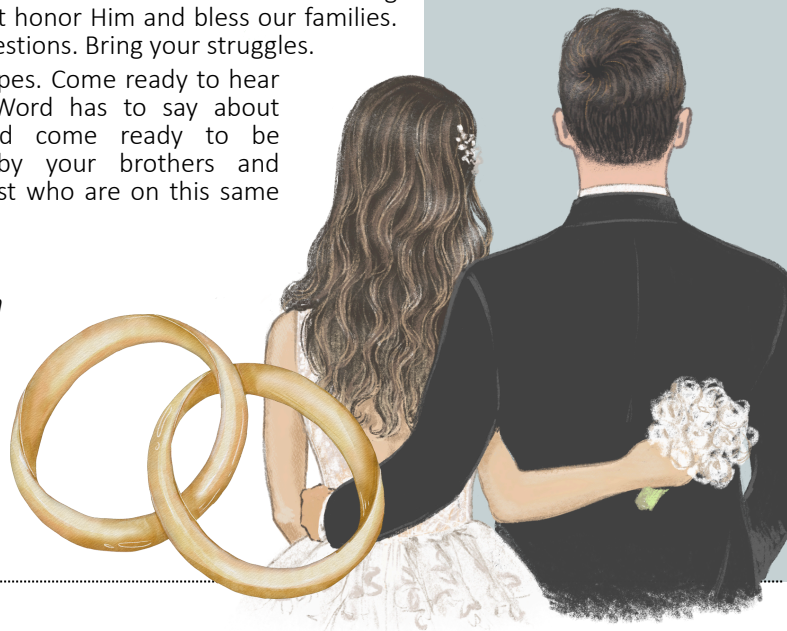 t honor Him and bless our families.
estions. Bring your struggles.
pes. Come ready to hear
Word has to say about
d come ready to be
by your brothers and
st who are on this same